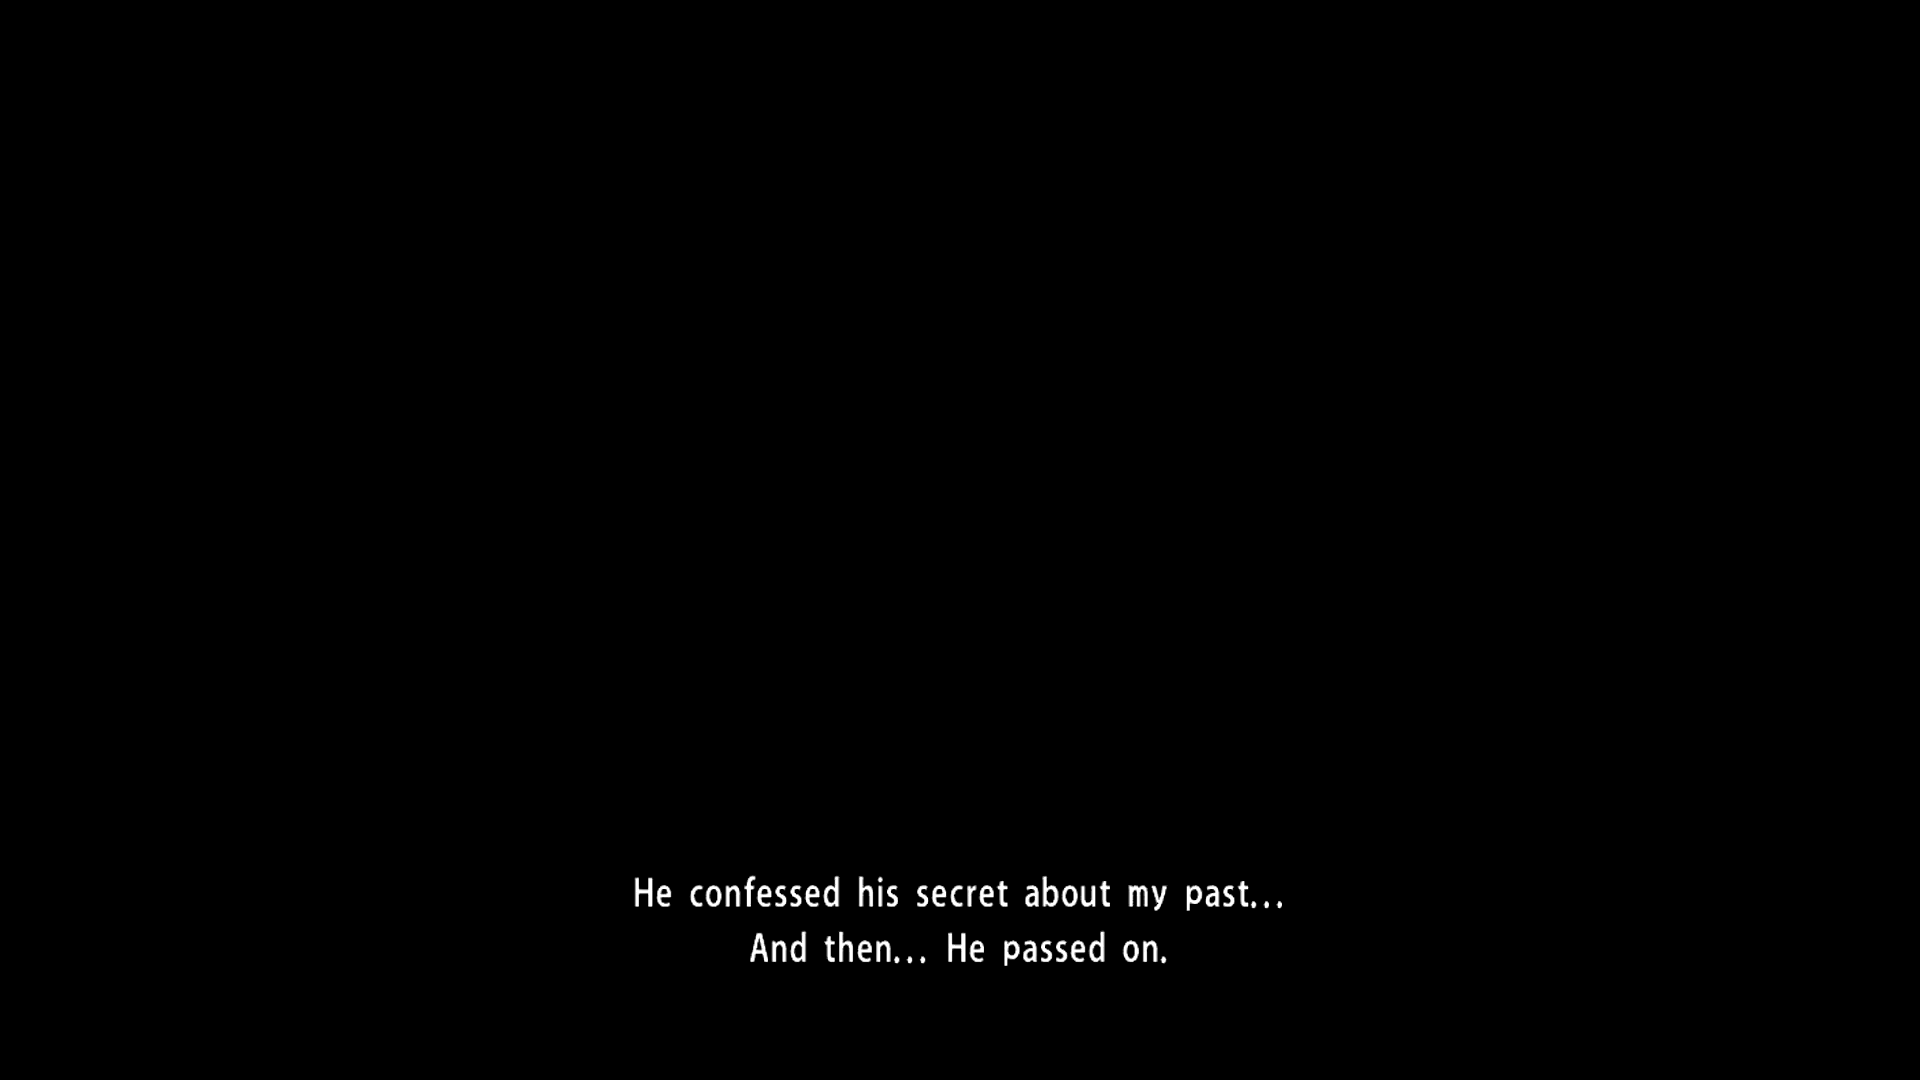 He confessed his secret about my past...
And then... He passed on.